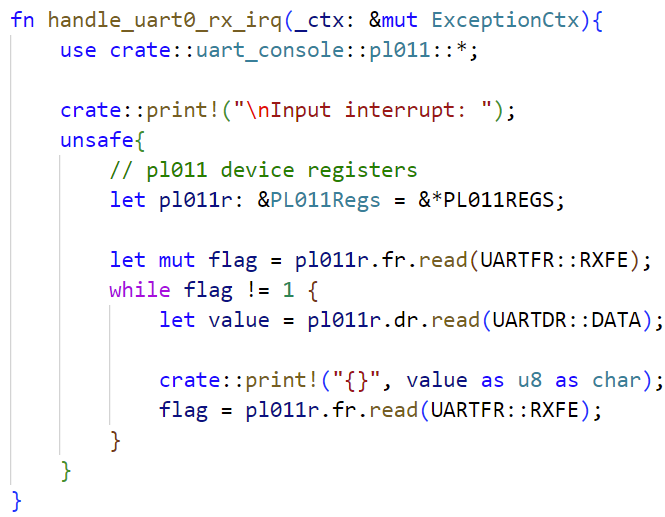 fn handle_uart0_rx_irq(_ctx: &mut ExceptionCtx){
    use crate::uart_console::pl011::*;

    crate::print!("\nInput interrupt: ");
    unsafe{
        // pl011 device registers
        let pl011r: &PL011Regs = &*PL011REGS;

        let mut flag = pl011r.fr.read(UARTFR::RXFE);
        while flag != 1 {
            let value = pl011r.dr.read(UARTDR::DATA);

            crate::print!("{}", value as u8 as char);
            flag = pl011r.fr.read(UARTFR::RXFE);
        }
    }
}